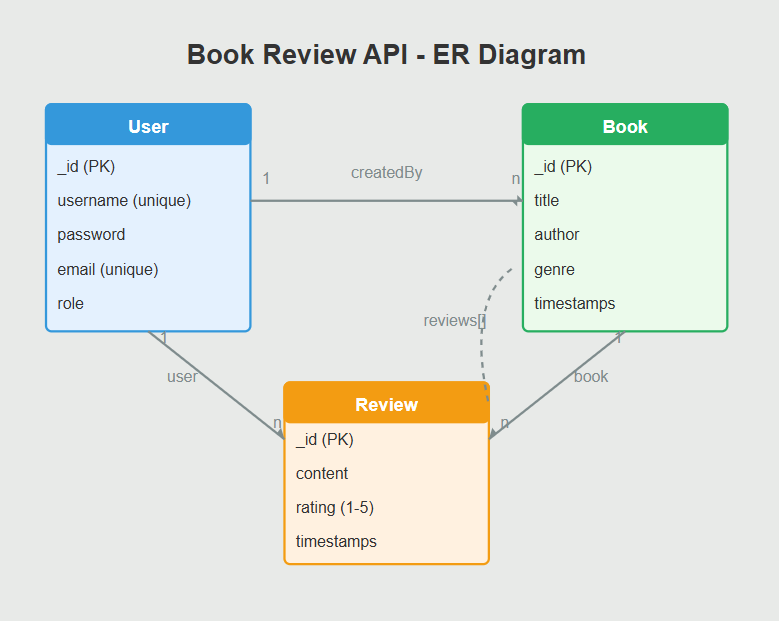 Book Review API - ER Diagram
User
_id (PK)
username (unique)
password
email (unique)
role
1
createdBy
n
Book
_id (PK)
title
author
genre
timestamps
reviews[]
1
user
n
1
book
n
Review
_id (PK)
content
rating (1-5)
timestamps